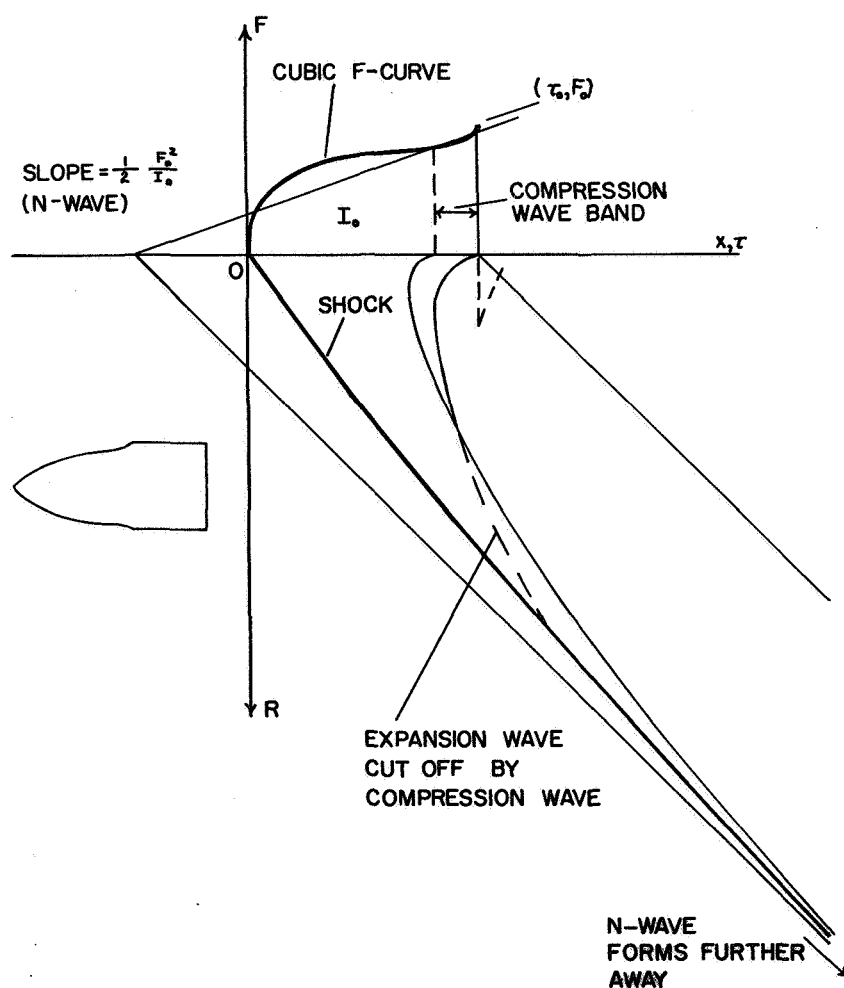 F
CUBIC F-CURVE
(τ₀,F₀)
SLOPE = 1/2 F₀²/I₀
(N-WAVE)
COMPRESSION
WAVE BAND
I₀
X,τ
O
SHOCK
R
EXPANSION WAVE
CUT OFF BY
COMPRESSION WAVE
N-WAVE
FORMS FURTHER
AWAY